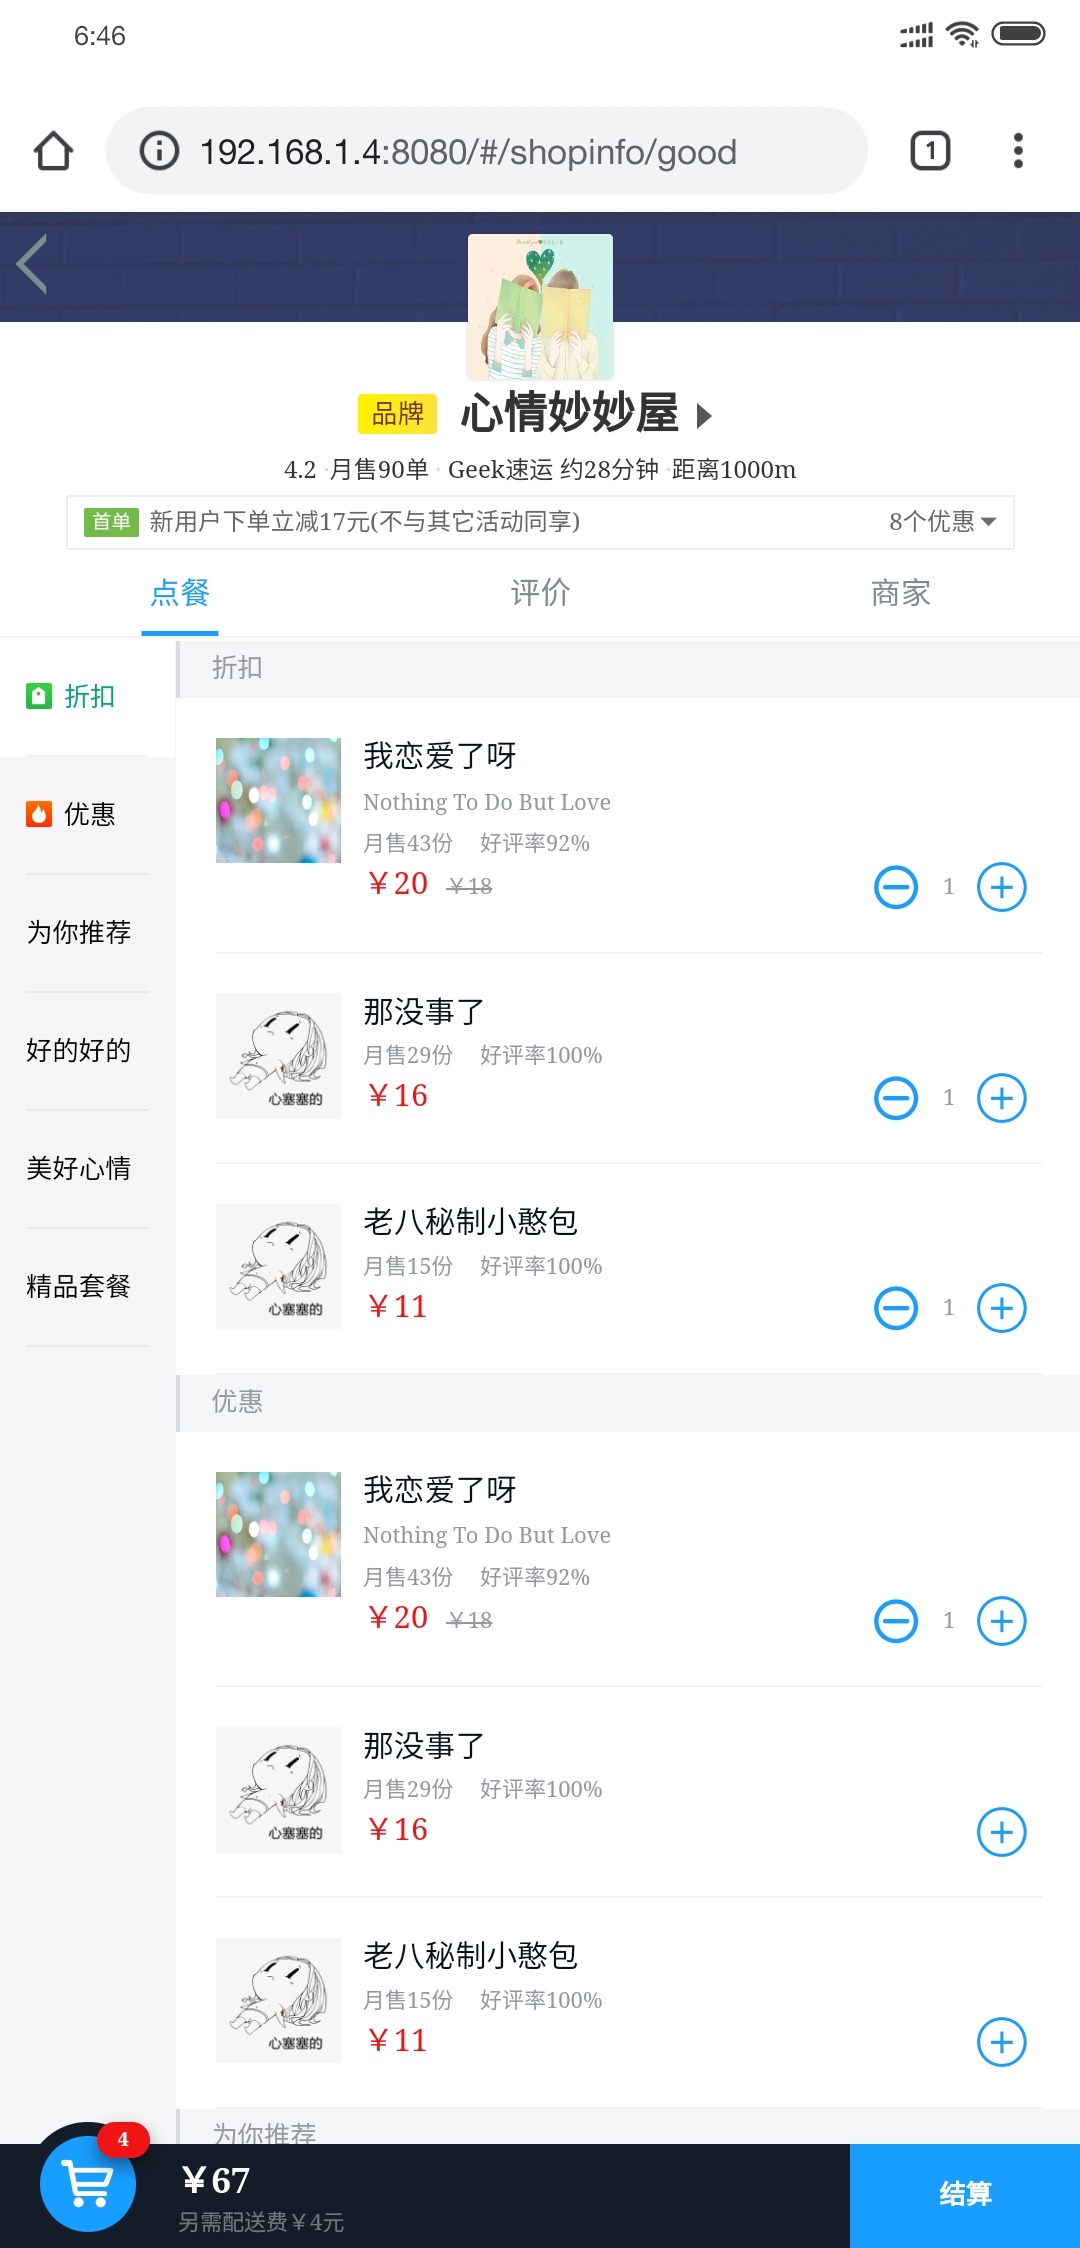 6:46
192.168.1.4:8080/#/shopinfo/good
1
品牌 心情妙妙屋
4.2 ·月售90单 · Geek速运 约28分钟 ·距离1000m
首单 新用户下单立减17元(不与其它活动同享) 8个优惠
点餐 评价 商家
折扣
优惠
为你推荐
好的好的
美好心情
精品套餐
折扣
我恋爱了呀
Nothing To Do But Love
月售43份 好评率92%
￥20 ￥18 1
那没事了
月售29份 好评率100%
￥16 1
心塞塞的
老八秘制小憨包
月售15份 好评率100%
￥11 1
心塞塞的
优惠
我恋爱了呀
Nothing To Do But Love
月售43份 好评率92%
￥20 ￥18 1
那没事了
月售29份 好评率100%
￥16
心塞塞的
老八秘制小憨包
月售15份 好评率100%
￥11
心塞塞的
为你推荐
4
￥67
另需配送费￥4元
结算